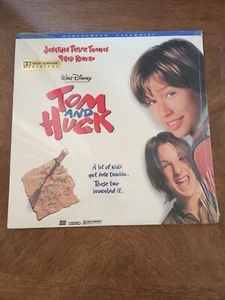 WIDESCREEN
Jonathan Taylor Thomas
Brad Renfro
WALT DISNEY
TOM
AND
HUCK
A lot of kids
get into trouble.
These two
invented it.